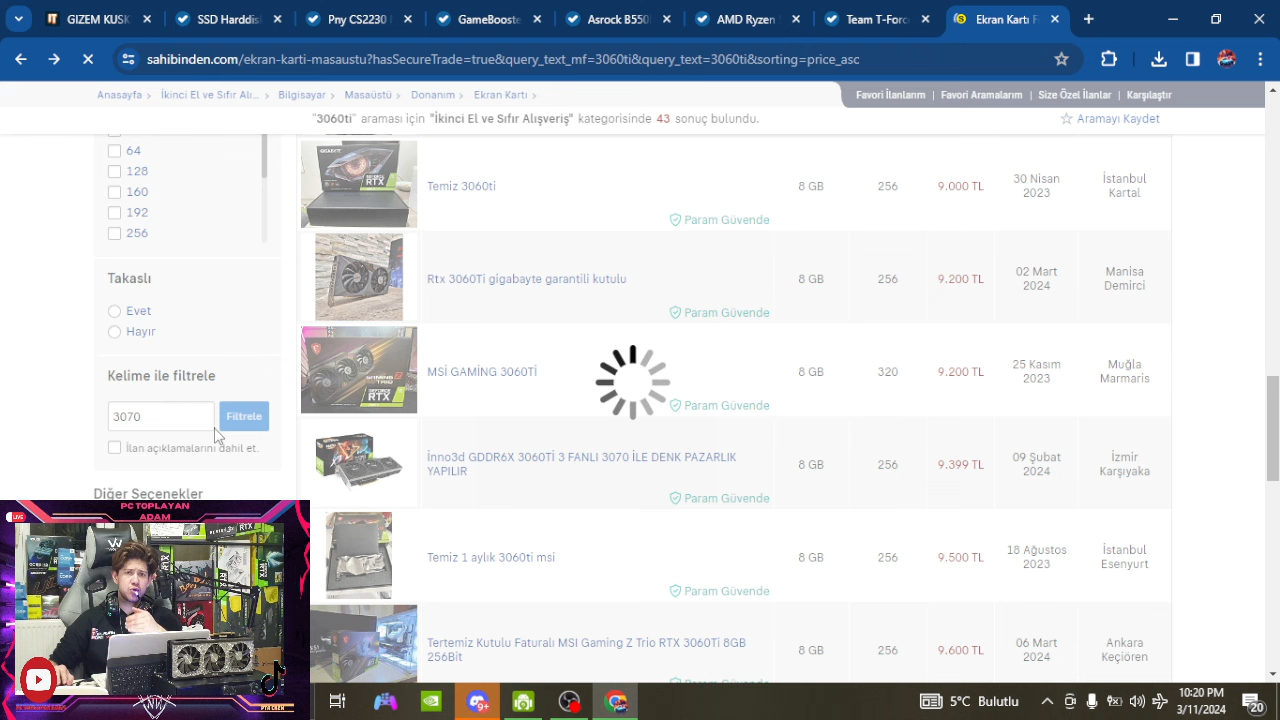 GIZEM KUSK
SSD Hardisk
Pny CS2230
GameBooste
Asrock B550
AMD Ryzen
Team T-Forc
Ekran Kartı
sahibinden.com/ekran-karti-masaustu?hasSecureTrade=true&query_text_mf=3060ti&query_text=3060ti&sorting=price_asc
Anasayfa > İkinci El ve Sıfır Alı... > Bilgisayar > Masaüstü > Donanım > Ekran Kartı >
Favori İlanlarım | Favori Aramalarım | Size Özel İlanlar | Karşılaştır
"3060ti" araması için "İkinci El ve Sıfır Alışveriş" kategorisinde 43 sonuç bulundu.
Aramayı Kaydet
64
128
160
192
256
Takaslı
Evet
Hayır
Kelime ile filtrele
3070
Filtrele
İlan açıklamalarını dahil et.
Diğer Seçenekler
Temiz 3060ti
8 GB
256
9.000 TL
30 Nisan
2023
İstanbul
Kartal
Param Güvende
Rtx 3060Ti gigabayte garantili kutulu
8 GB
256
9.200 TL
02 Mart
2024
Manisa
Demirci
Param Güvende
MSİ GAMİNG 3060Tİ
8 GB
320
9.200 TL
25 Kasım
2023
Muğla
Marmaris
Param Güvende
İnno3d GDDR6X 3060Tİ 3 FANLI 3070 İLE DENK PAZARLIK
YAPILIR
8 GB
256
9.399 TL
09 Şubat
2024
İzmir
Karşıyaka
Param Güvende
Temiz 1 aylık 3060ti msi
8 GB
256
9.500 TL
18 Ağustos
2023
İstanbul
Esenyurt
Param Güvende
Tertemiz Kutulu Faturalı MSI Gaming Z Trio RTX 3060Ti 8GB
256Bit
8 GB
256
9.600 TL
06 Mart
2024
Ankara
Keçiören
LIVE
PC TOPLAYAN
ADAM
5°C Bulutlu
10:20 PM
3/11/2024
20